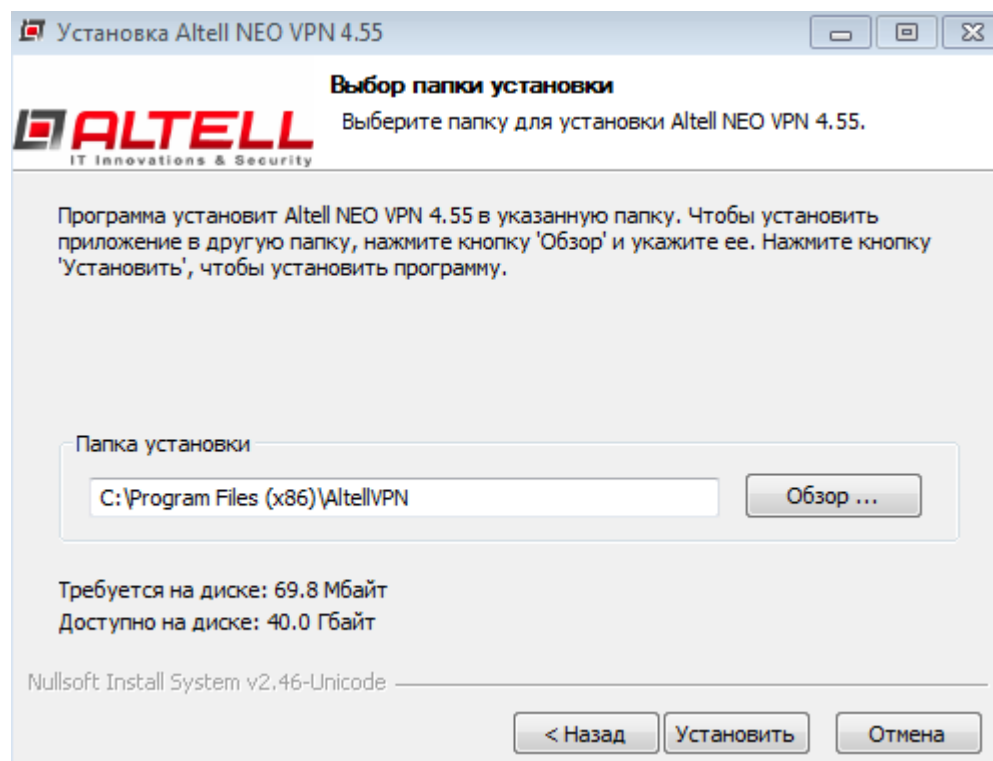 Установка Altell NEO VPN 4.55
Выбор папки установки
Выберите папку для установки Altell NEO VPN 4.55.
ALTELL
IT Innovations & Security
Программа установит Altell NEO VPN 4.55 в указанную папку. Чтобы установить
приложение в другую папку, нажмите кнопку 'Обзор' и укажите ее. Нажмите кнопку
'Установить', чтобы установить программу.
Папка установки
C:\Program Files (x86)\AltellVPN
Обзор ...
Требуется на диске: 69.8 Мбайт
Доступно на диске: 40.0 Гбайт
Nullsoft Install System v2.46-Unicode
< Назад
Установить
Отмена